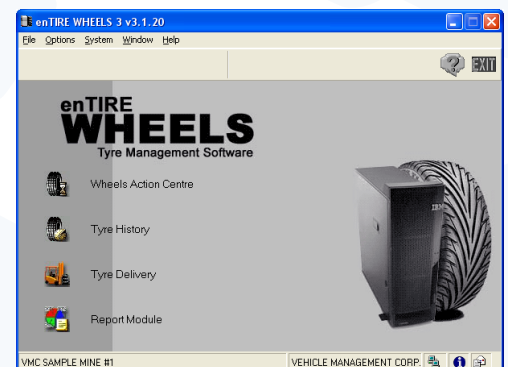 enTIRE WHEELS 3 v3.1.20
File Options System Window Help
EXIT
enTIRE
WHEELS
Tyre Management Software
Wheels Action Centre
IBM
Tyre History
Tyre Delivery
Report Module
VMC SAMPLE MINE #1 VEHICLE MANAGEMENT CORP.